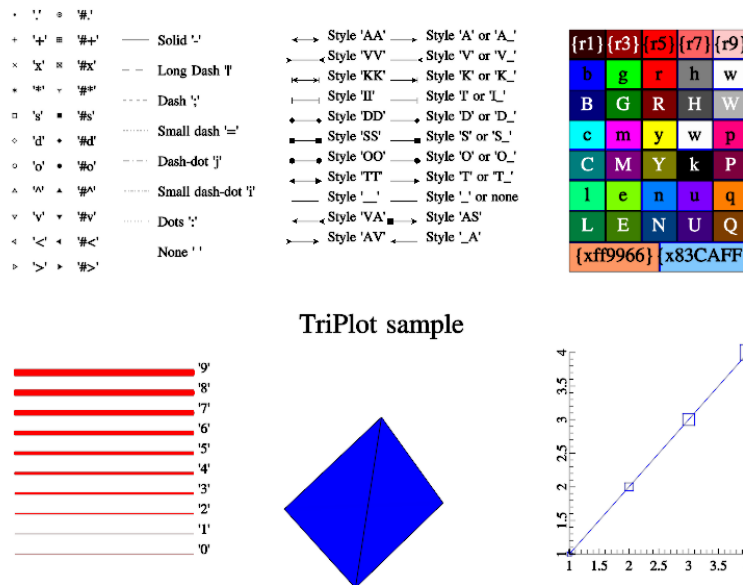 '.' '#.'
'+' '#+'
'x' '#x'
'*' '#*'
's' '#s'
'd' '#d'
'o' '#o'
'^' '#^'
'v' '#v'
'<' '#<'
'>' '#>'
Solid '-'
Long Dash '|'
Dash ';'
Small dash '='
Dash-dot 'j'
Small dash-dot 'i'
Dots ':'
None ' '
Style 'AA' Style 'A' or 'A_'
Style 'VV' Style 'V' or 'V_'
Style 'KK' Style 'K' or 'K_'
Style 'II' Style 'I' or 'I_'
Style 'DD' Style 'D' or 'D_'
Style 'SS' Style 'S' or 'S_'
Style 'OO' Style 'O' or 'O_'
Style 'TT' Style 'T' or 'T_'
Style '__' Style '_' or none
Style 'VA' Style 'AS'
Style 'AV' Style '_A'
{r1} {r3} {r5} {r7} {r9}
b g r h w
B G R H W
c m y w p
C M Y k P
l e n u q
L E N U Q
{xff9966} {x83CAFF
TriPlot sample
'9'
'8'
'7'
'6'
'5'
'4'
'3'
'2'
'1'
'0'
4
3.5
3
2.5
2
1.5
1
1 1.5 2 2.5 3 3.5